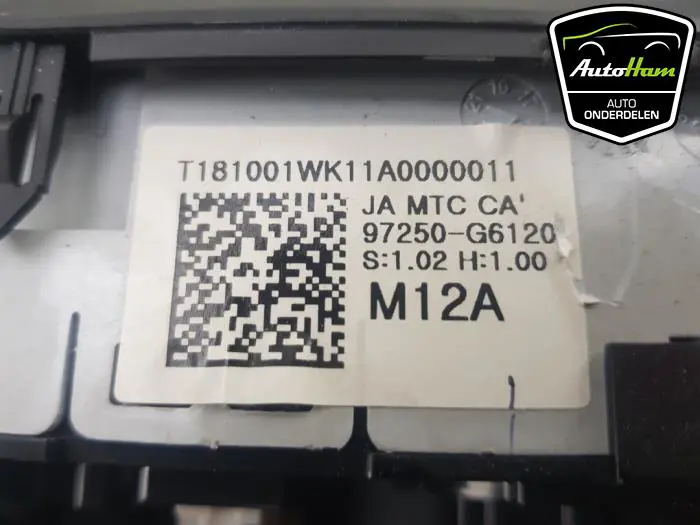 AutoHam
AUTO
ONDERDELEN
T181001WK11A0000011
JA MTC CA'
97250-G6120
S:1.02 H:1.00
M12A